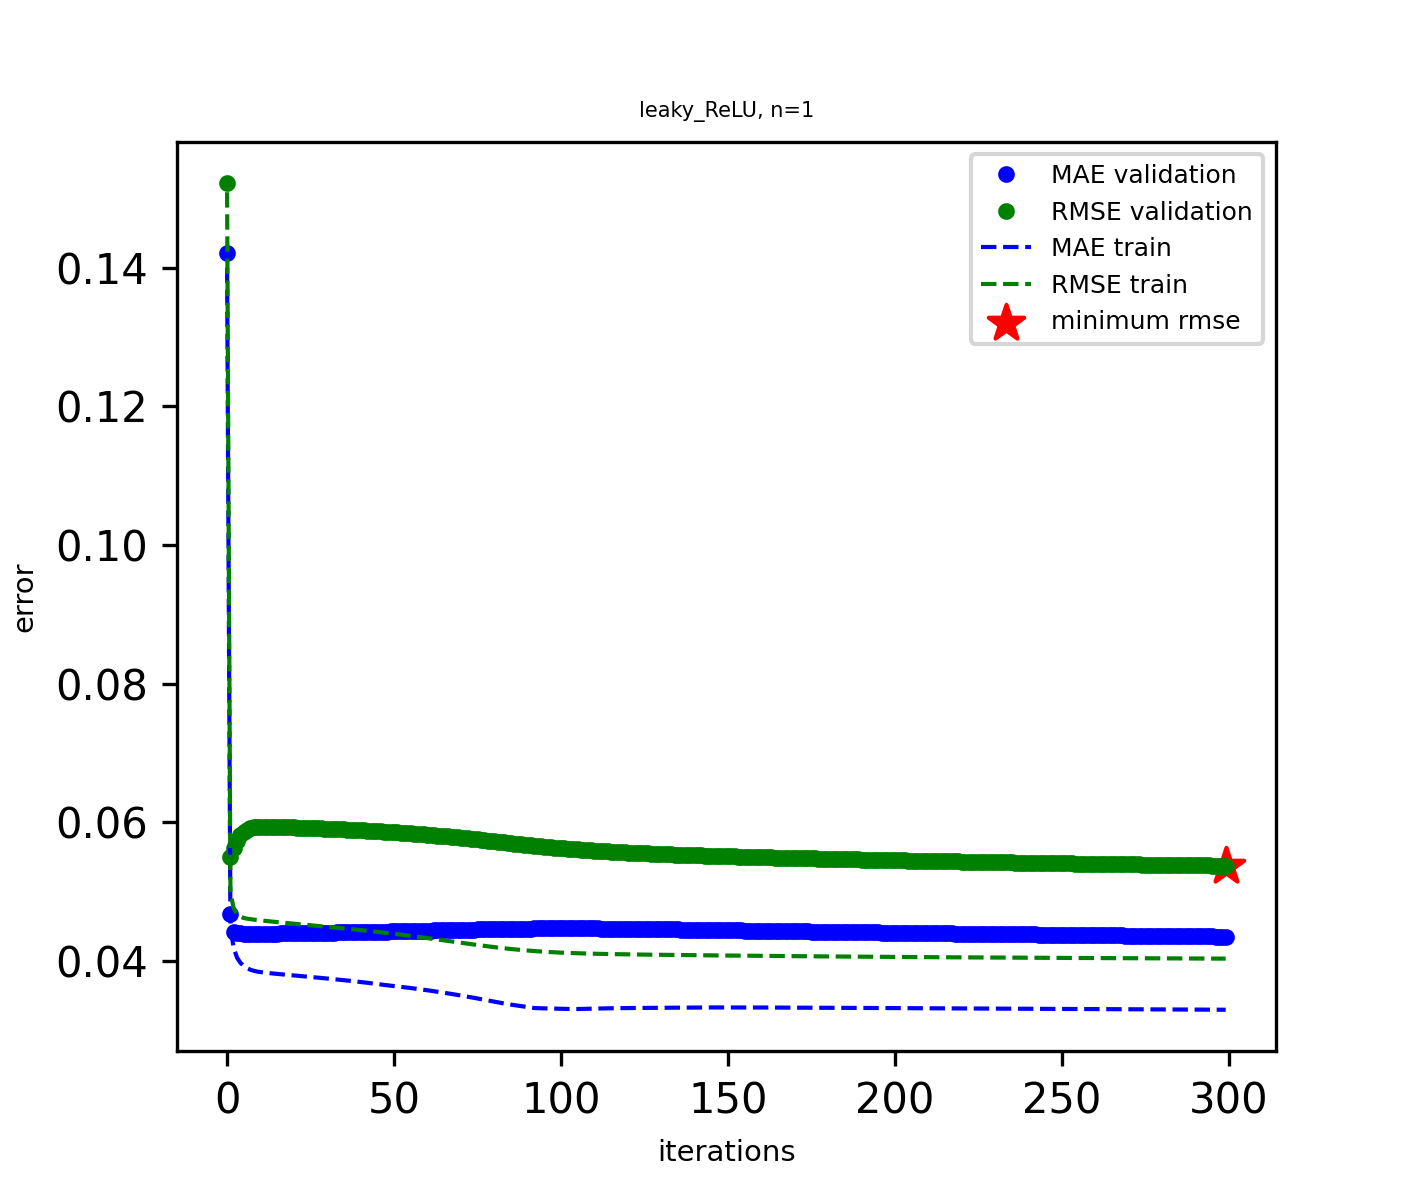 leaky_ReLU, n=1
MAE validation
RMSE validation
MAE train
RMSE train
minimum rmse
0.14
0.12
0.10
0.08
0.06
0.04
error
0 50 100 150 200 250 300
iterations